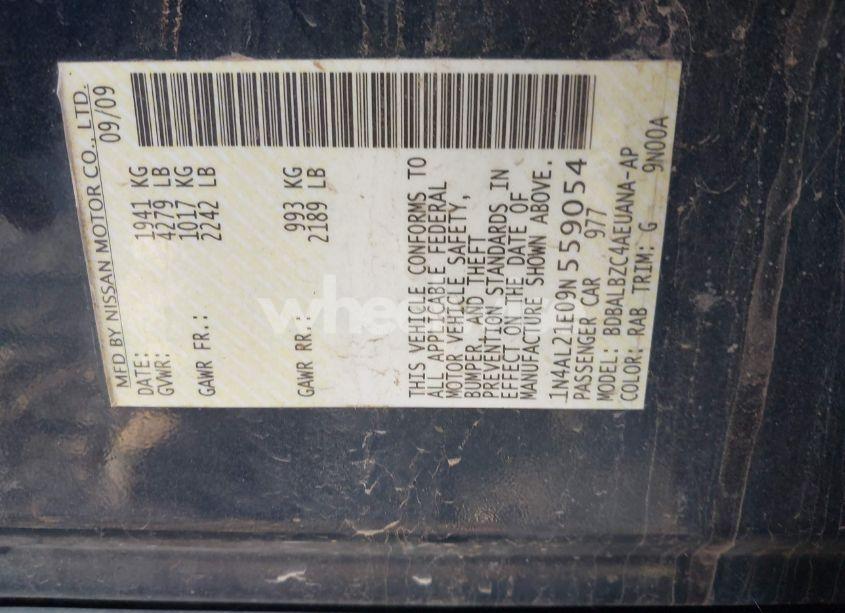 MFD BY NISSAN MOTOR CO., LTD.
DATE: 09/09
GVWR: 1941 KG
4279 LB
GAWR FR.: 1017 KG
2242 LB
GAWR RR.: 993 KG
2189 LB
THIS VEHICLE CONFORMS TO
ALL APPLICABLE FEDERAL
MOTOR VEHICLE SAFETY,
BUMPER AND THEFT
PREVENTION STANDARDS IN
EFFECT ON THE DATE OF
MANUFACTURE SHOWN ABOVE.
1N4AL21E09N559054
PASSENGER CAR 977
MODEL: BDBALBZC4AEUANA-AP
COLOR: RAB TRIM: G 9N00A